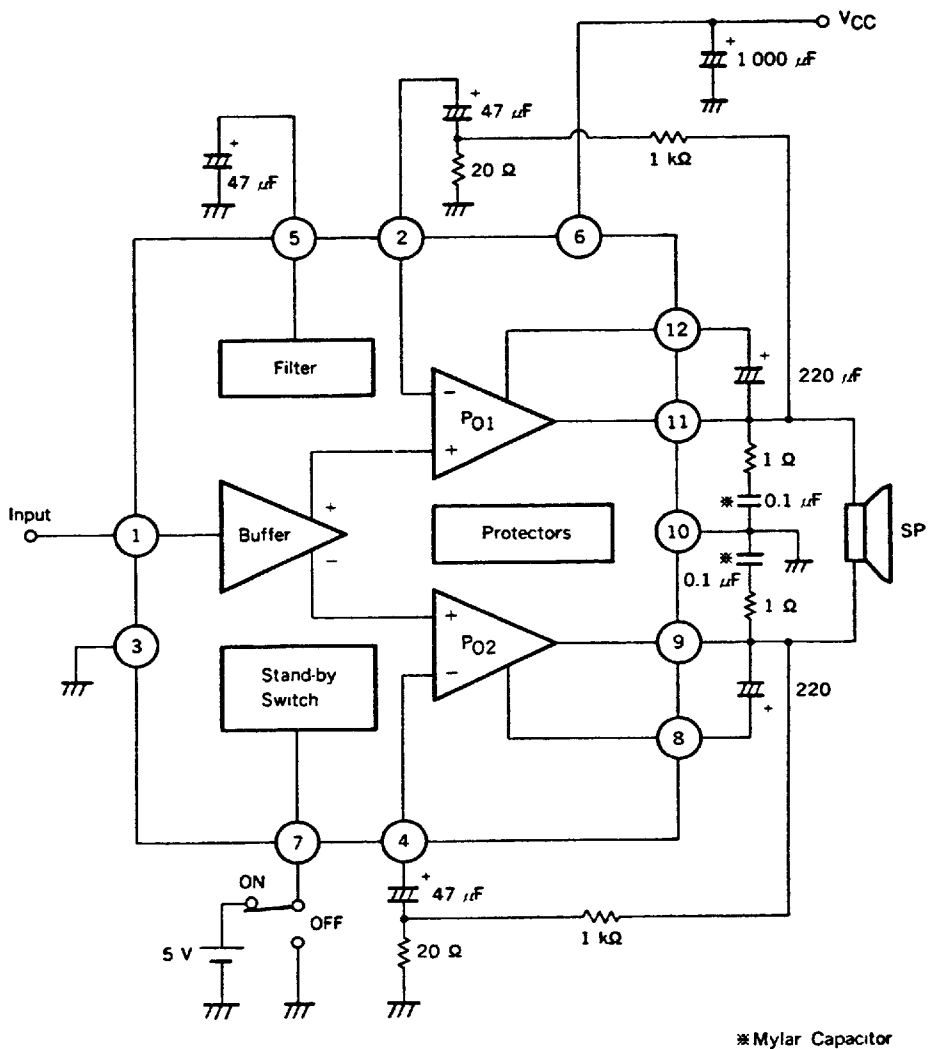 VCC
+
1 000 µF
+
47 µF
+
47 µF
20 Ω
1 kΩ
5
2
6
12
Filter
+
220 µF
−
PO1
+
11
1 Ω
Input
1
Buffer
+
−
Protectors
10
※
0.1 µF
SP
※
0.1 µF
3
+
PO2
−
1 Ω
9
Stand-by
Switch
220
+
8
7
4
ON
OFF
+
47 µF
5 V
20 Ω
1 kΩ
※Mylar Capacitor